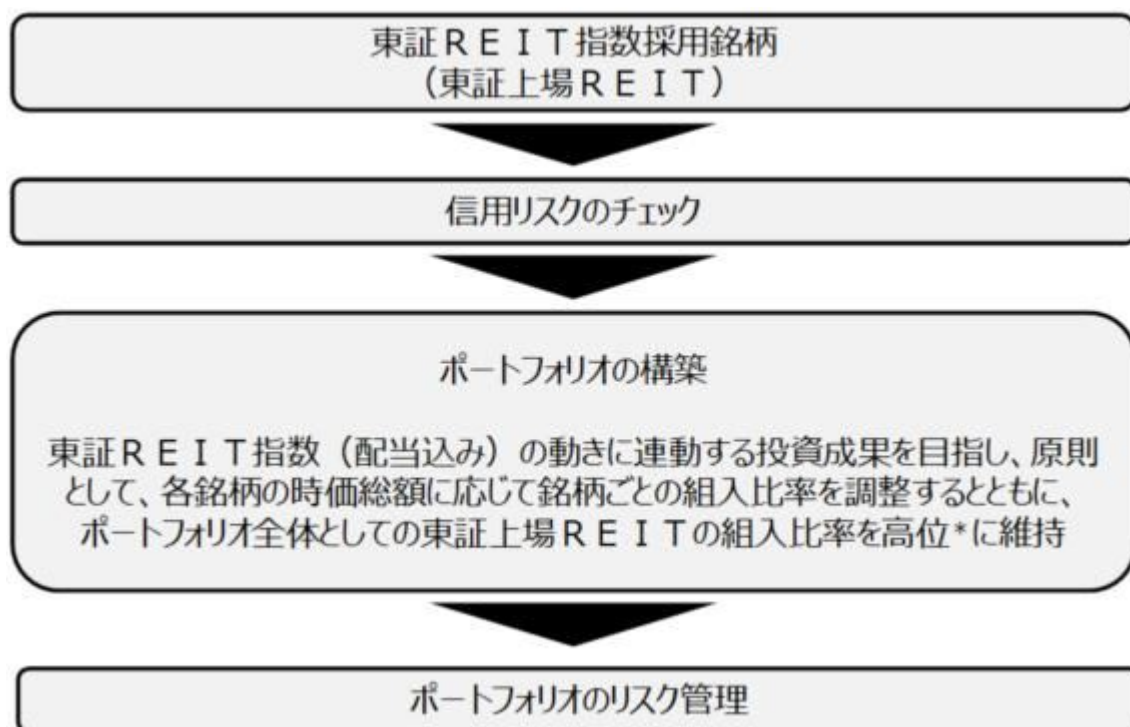 東証ＲＥＩＴ指数採用銘柄
（東証上場ＲＥＩＴ）
信用リスクのチェック
ポートフォリオの構築
東証ＲＥＩＴ指数（配当込み）の動きに連動する投資成果を目指し、原則
として、各銘柄の時価総額に応じて銘柄ごとの組入比率を調整するとともに、
ポートフォリオ全体としての東証上場ＲＥＩＴの組入比率を高位*に維持
ポートフォリオのリスク管理